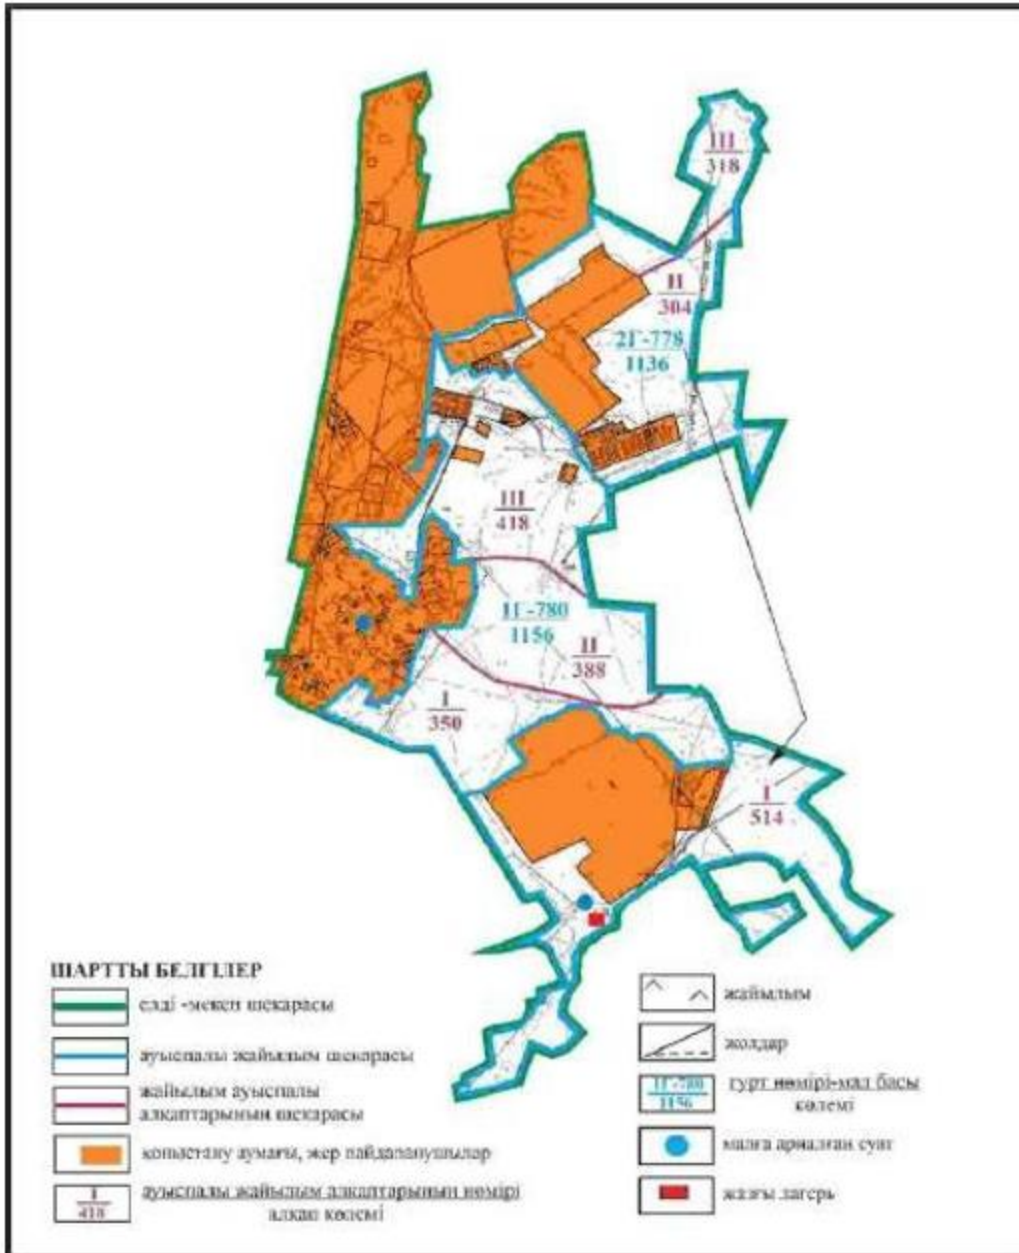 III
318
II
304
2Г-778
1136
III
418
1Г-780
1156
II
388
I
350
I
514
ШАРТТЫ БЕЛГІЛЕР
елді -мекен шекарасы
ауыспалы жайылым шекарасы
жайылым ауыспалы
алқаптарының шекарасы
қоныстану аумағы, жер пайдаланушылар
I
418
ауыспалы жайылым алқаптарының нөмірі
алқап көлемі
жайылым
жолдар
1Г-780
1156
гурт нөмірі-мал басы
көлемі
малға арналған суат
жазғы лагерь